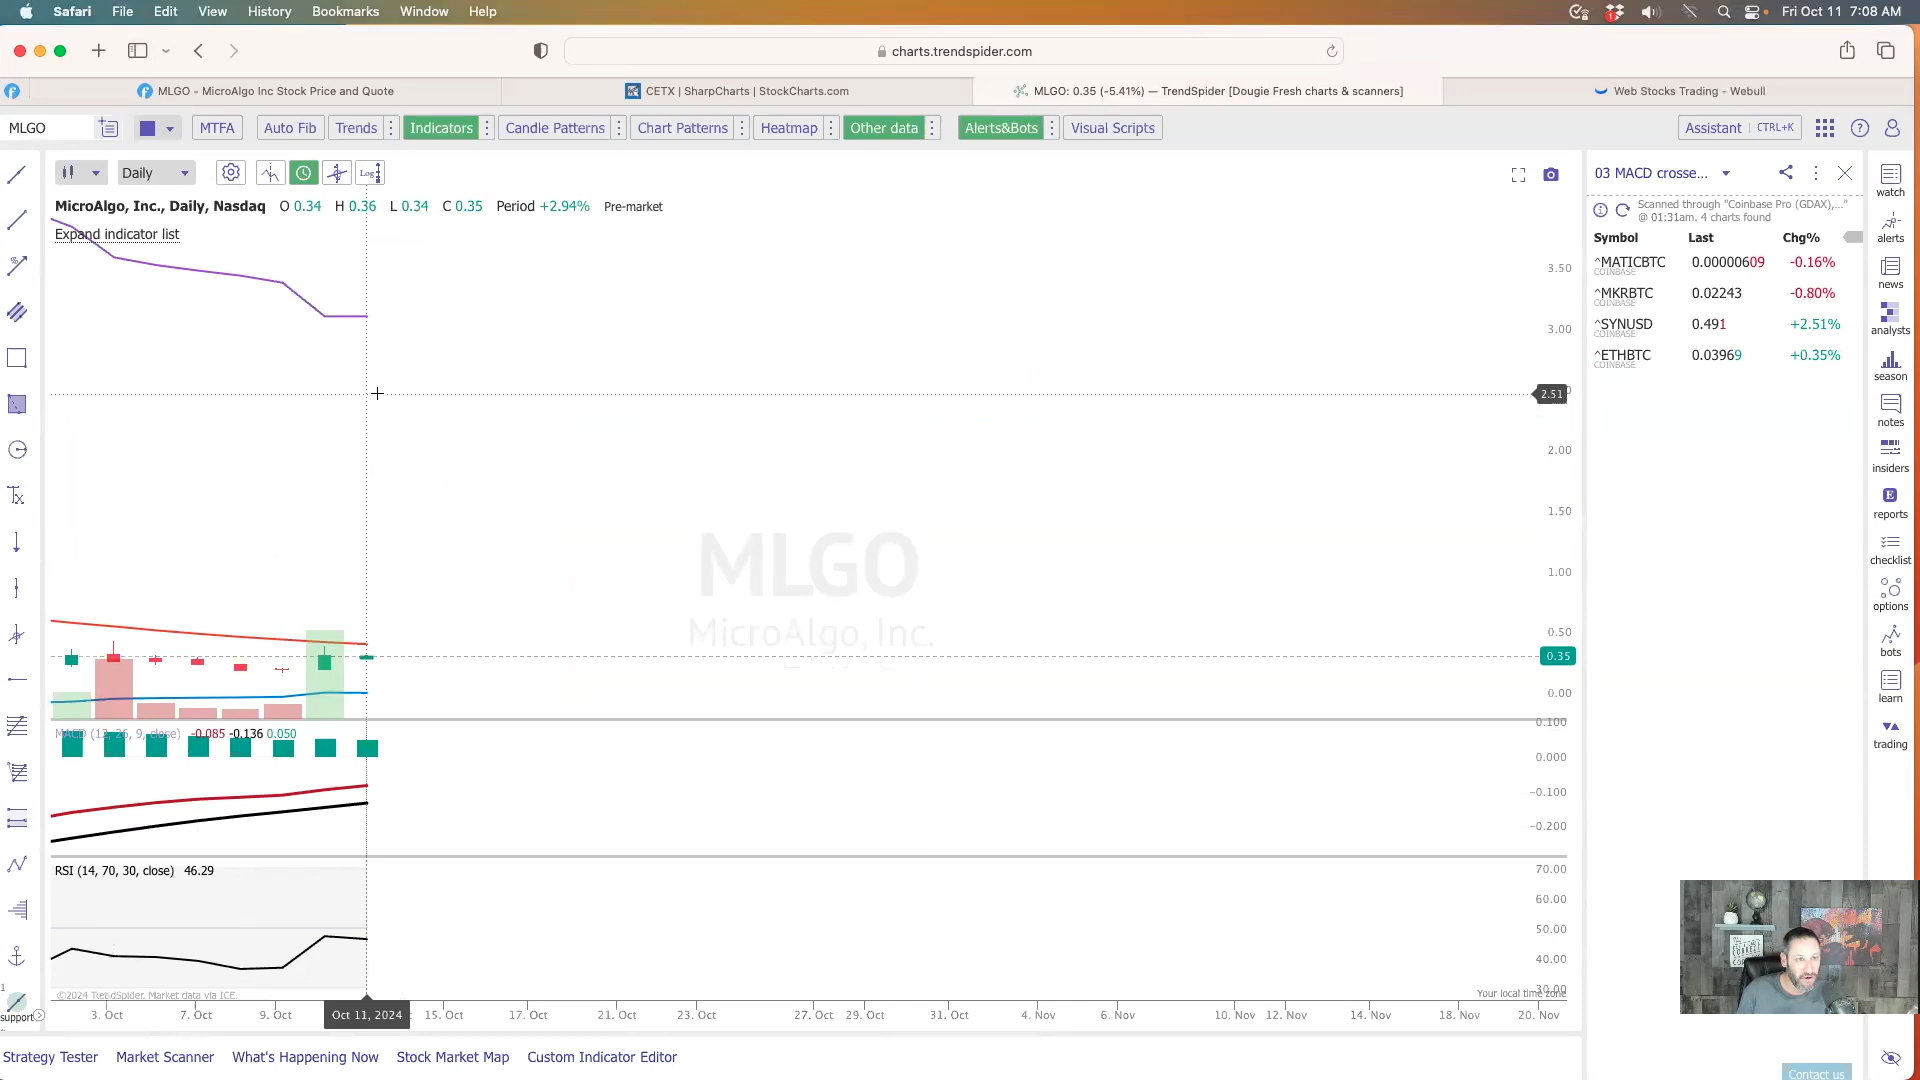 Safari File Edit View History Bookmarks Window Help Fri Oct 11 7:08 AM
charts.trendspider.com
MLGO - MicroAlgo Inc Stock Price and Quote
CETX | SharpCharts | StockCharts.com
MLGO: 0.35 (-5.41%) — TrendSpider [Dougie Fresh charts & scanners]
Web Stocks Trading - Webull
MLGO MTFA Auto Fib Trends Indicators Candle Patterns Chart Patterns Heatmap Other data Alerts&Bots Visual Scripts Assistant CTRL+K
Daily Log
MicroAlgo, Inc., Daily, Nasdaq O 0.34 H 0.36 L 0.34 C 0.35 Period +2.94% Pre-market
Expand indicator list
3.50
3.00
2.51
2.00
1.50
1.00
0.50
0.35
0.00
MLGO
MicroAlgo, Inc.
MACD (12, 26, 9, close) -0.085 -0.136 0.050
0.100
0.000
-0.100
-0.200
RSI (14, 70, 30, close) 46.29
70.00
60.00
50.00
40.00
30.00
©2024 TrendSpider. Market data via ICE.
Your local time zone
3. Oct 7. Oct 9. Oct Oct 11, 2024 15. Oct 17. Oct 21. Oct 23. Oct 27. Oct 29. Oct 31. Oct 4. Nov 6. Nov 10. Nov 12. Nov 14. Nov 18. Nov 20. Nov
support
Strategy Tester Market Scanner What's Happening Now Stock Market Map Custom Indicator Editor
03 MACD crosse...
Scanned through "Coinbase Pro (GDAX),..."
@ 01:31am. 4 charts found
Symbol Last Chg%
^MATICBTC 0.00000609 -0.16%
COINBASE
^MKRBTC 0.02243 -0.80%
COINBASE
^SYNUSD 0.491 +2.51%
COINBASE
^ETHBTC 0.03969 +0.35%
COINBASE
watch
alerts
news
analysts
season
notes
insiders
reports
checklist
options
bots
learn
trading
Contact us